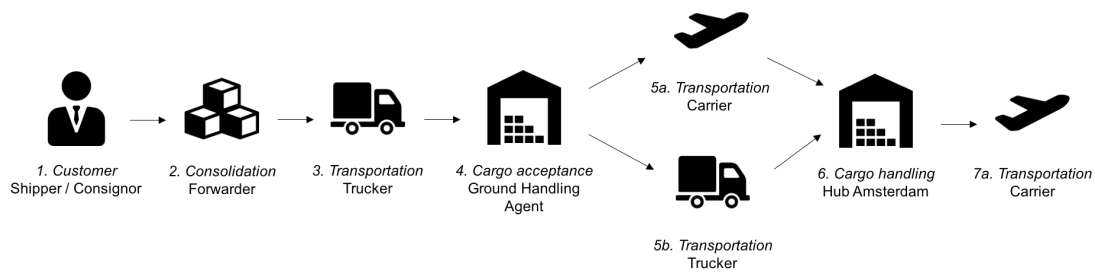 1. Customer
Shipper / Consignor
2. Consolidation
Forwarder
3. Transportation
Trucker
4. Cargo acceptance
Ground Handling
Agent
5a. Transportation
Carrier
5b. Transportation
Trucker
6. Cargo handling
Hub Amsterdam
7a. Transportation
Carrier